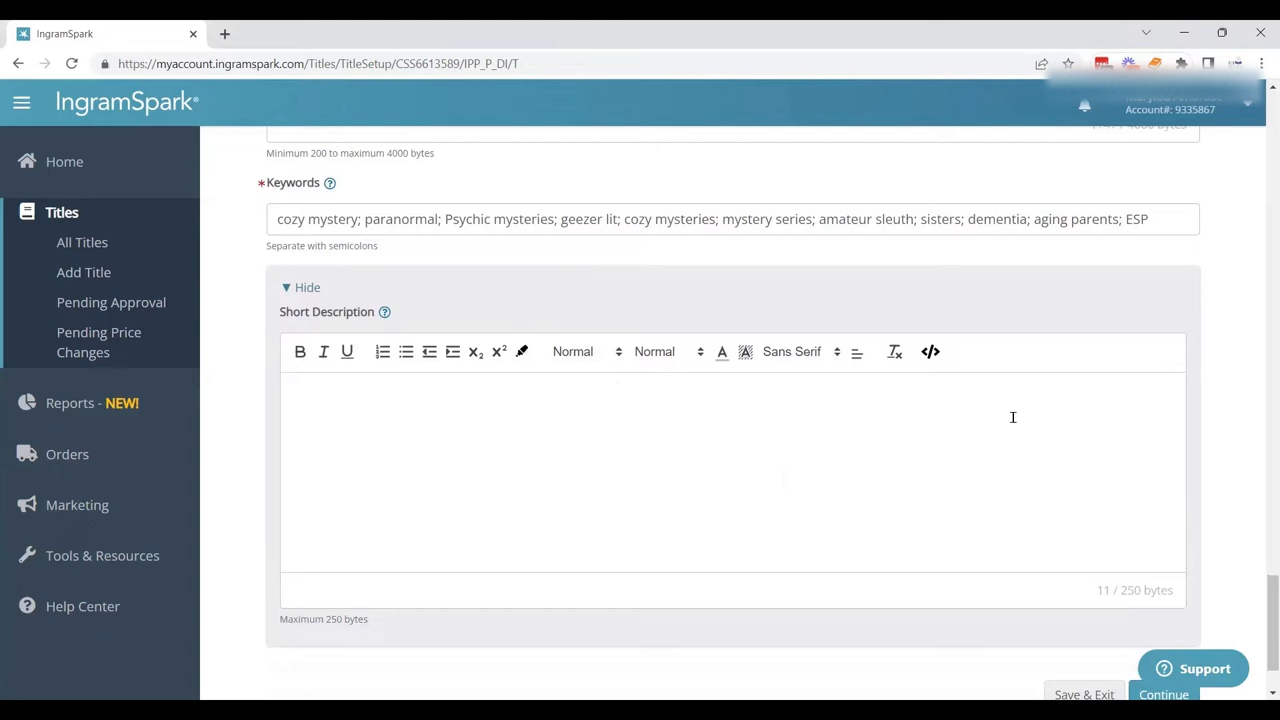 IngramSpark
https://myaccount.ingramspark.com/Titles/TitleSetup/CSS6613589/IPP_P_DI/T
IngramSpark®
Account#: 9335867
Home
Titles
All Titles
Add Title
Pending Approval
Pending Price
Changes
Reports - NEW!
Orders
Marketing
Tools & Resources
Help Center
Minimum 200 to maximum 4000 bytes
*Keywords
cozy mystery; paranormal; Psychic mysteries; geezer lit; cozy mysteries; mystery series; amateur sleuth; sisters; dementia; aging parents; ESP
Separate with semicolons
▼ Hide
Short Description
B I U X₂ X² Normal Normal A A Sans Serif Tx </>
11 / 250 bytes
Maximum 250 bytes
Support
Save & Exit
Continue